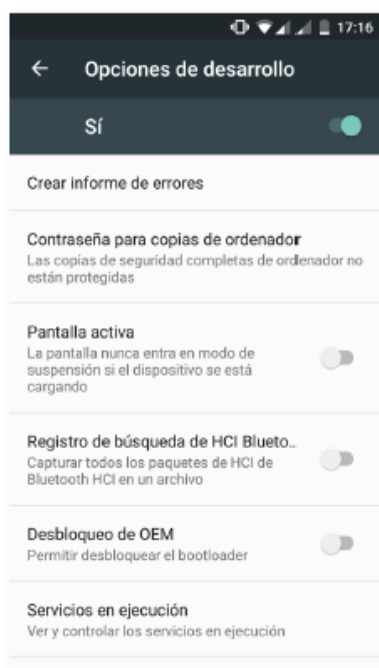 17:16
Opciones de desarrollo
Sí
Crear informe de errores
Contraseña para copias de ordenador
Las copias de seguridad completas de ordenador no
están protegidas
Pantalla activa
La pantalla nunca entra en modo de
suspensión si el dispositivo se está
cargando
Registro de búsqueda de HCI Blueto..
Capturar todos los paquetes de HCI de
Bluetooth HCI en un archivo
Desbloqueo de OEM
Permitir desbloquear el bootloader
Servicios en ejecución
Ver y controlar los servicios en ejecución